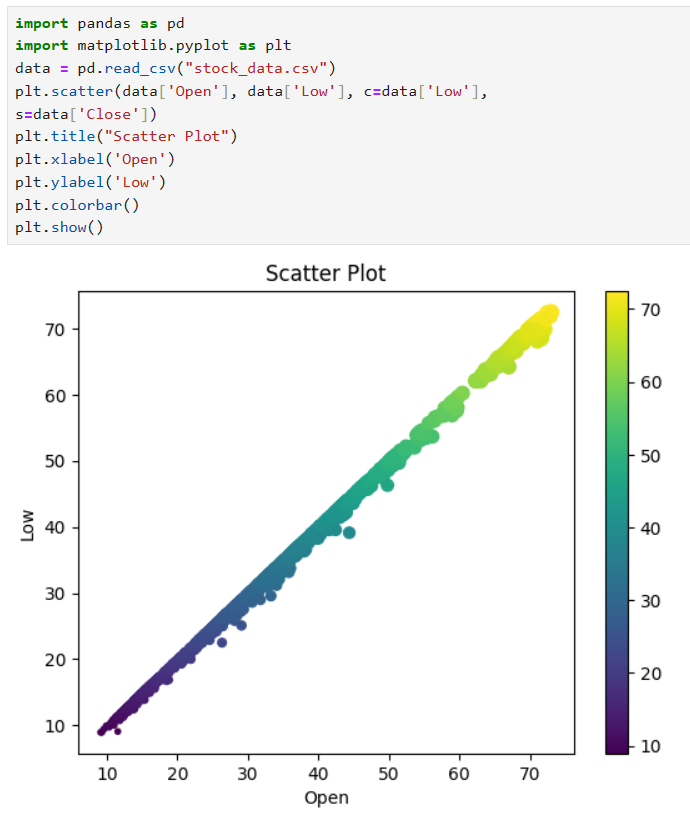 import pandas as pd
import matplotlib.pyplot as plt
data = pd.read_csv("stock_data.csv")
plt.scatter(data['Open'], data['Low'], c=data['Low'],
s=data['Close'])
plt.title("Scatter Plot")
plt.xlabel('Open')
plt.ylabel('Low')
plt.colorbar()
plt.show()
Scatter Plot
70
60
50
40
30
20
10
Low
10 20 30 40 50 60 70
Open
70
60
50
40
30
20
10